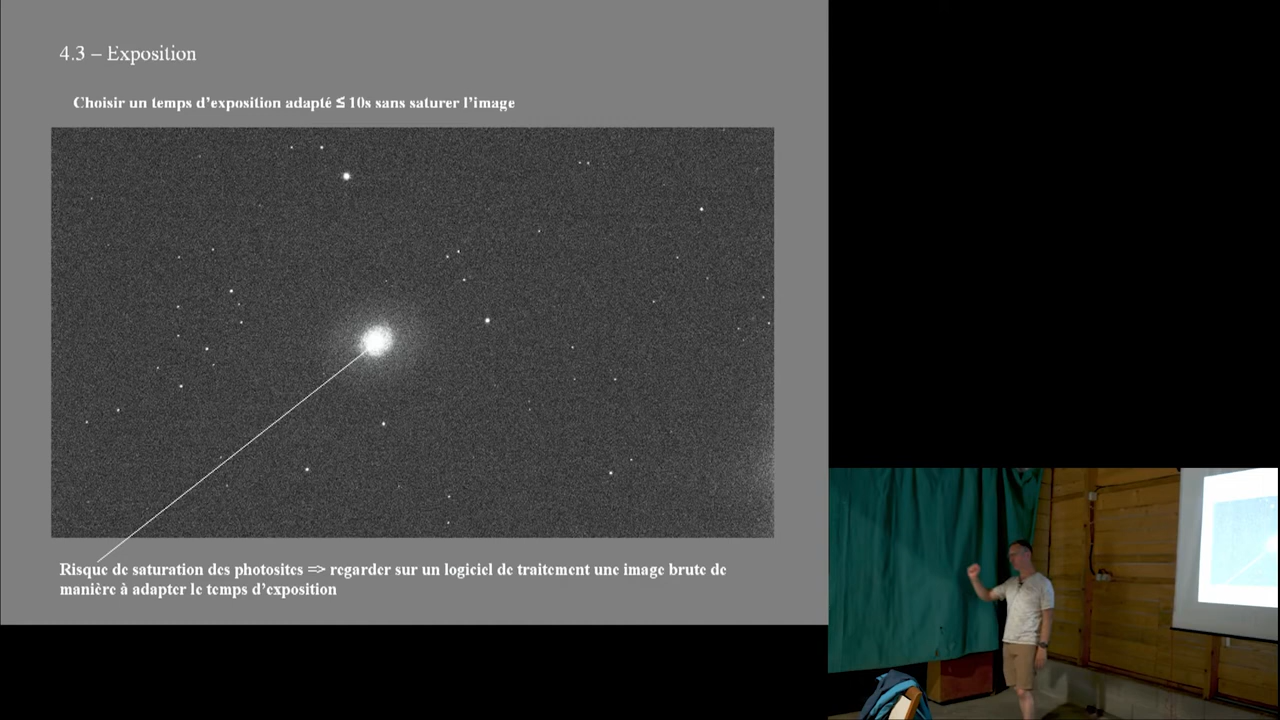 4.3 – Exposition
Choisir un temps d'exposition adapté ≤ 10s sans saturer l'image
Risque de saturation des photosites => regarder sur un logiciel de traitement une image brute de
manière à adapter le temps d'exposition